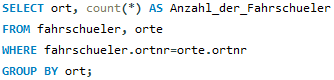 SELECT ort, count(*) AS Anzahl_der_Fahrschueler
FROM fahrschueler, orte
WHERE fahrschueler.ortnr=orte.ortnr
GROUP BY ort;